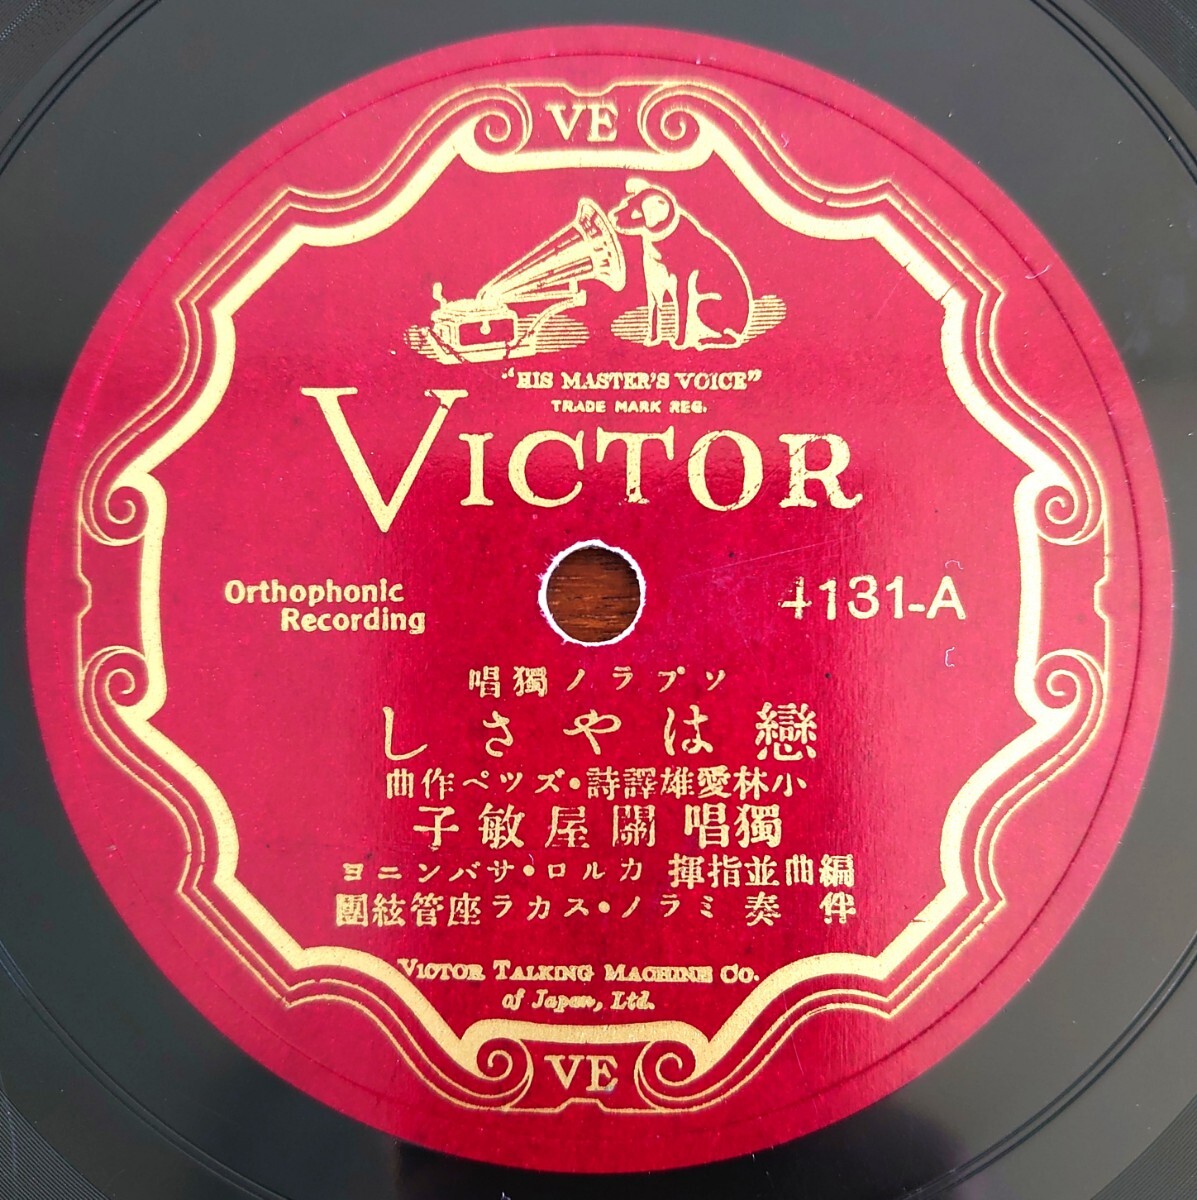 VE
"HIS MASTER'S VOICE"
TRADE MARK REG.
VICTOR
Orthophonic
Recording
4131-A
ソプラノ獨唱
戀はやさし
小林愛雄譯詩・ズツペ作曲
獨唱 關屋敏子
編曲並指揮 カルロ・サバンニヨ
伴奏 ミラノ・スカラ座管絃團
VICTOR TALKING MACHINE CO.
of Japan, Ltd.
VE